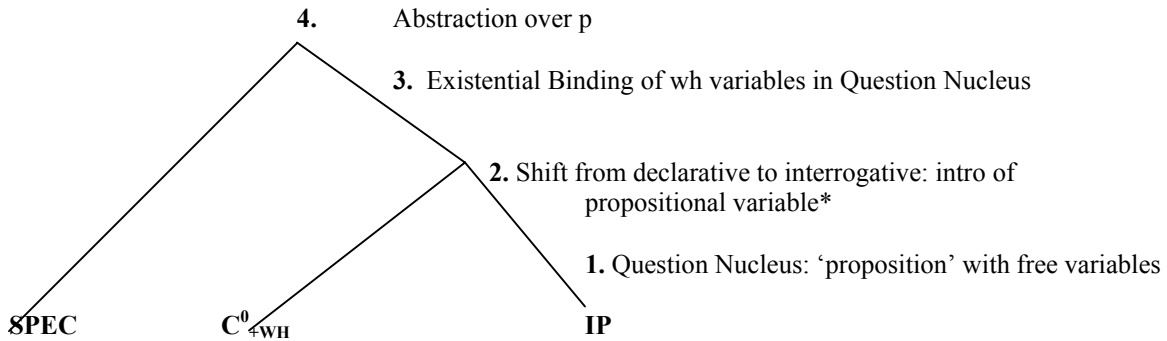 4. Abstraction over p
3. Existential Binding of wh variables in Question Nucleus
2. Shift from declarative to interrogative: intro of
propositional variable*
1. Question Nucleus: ‘proposition’ with free variables
SPEC C⁰+WH IP